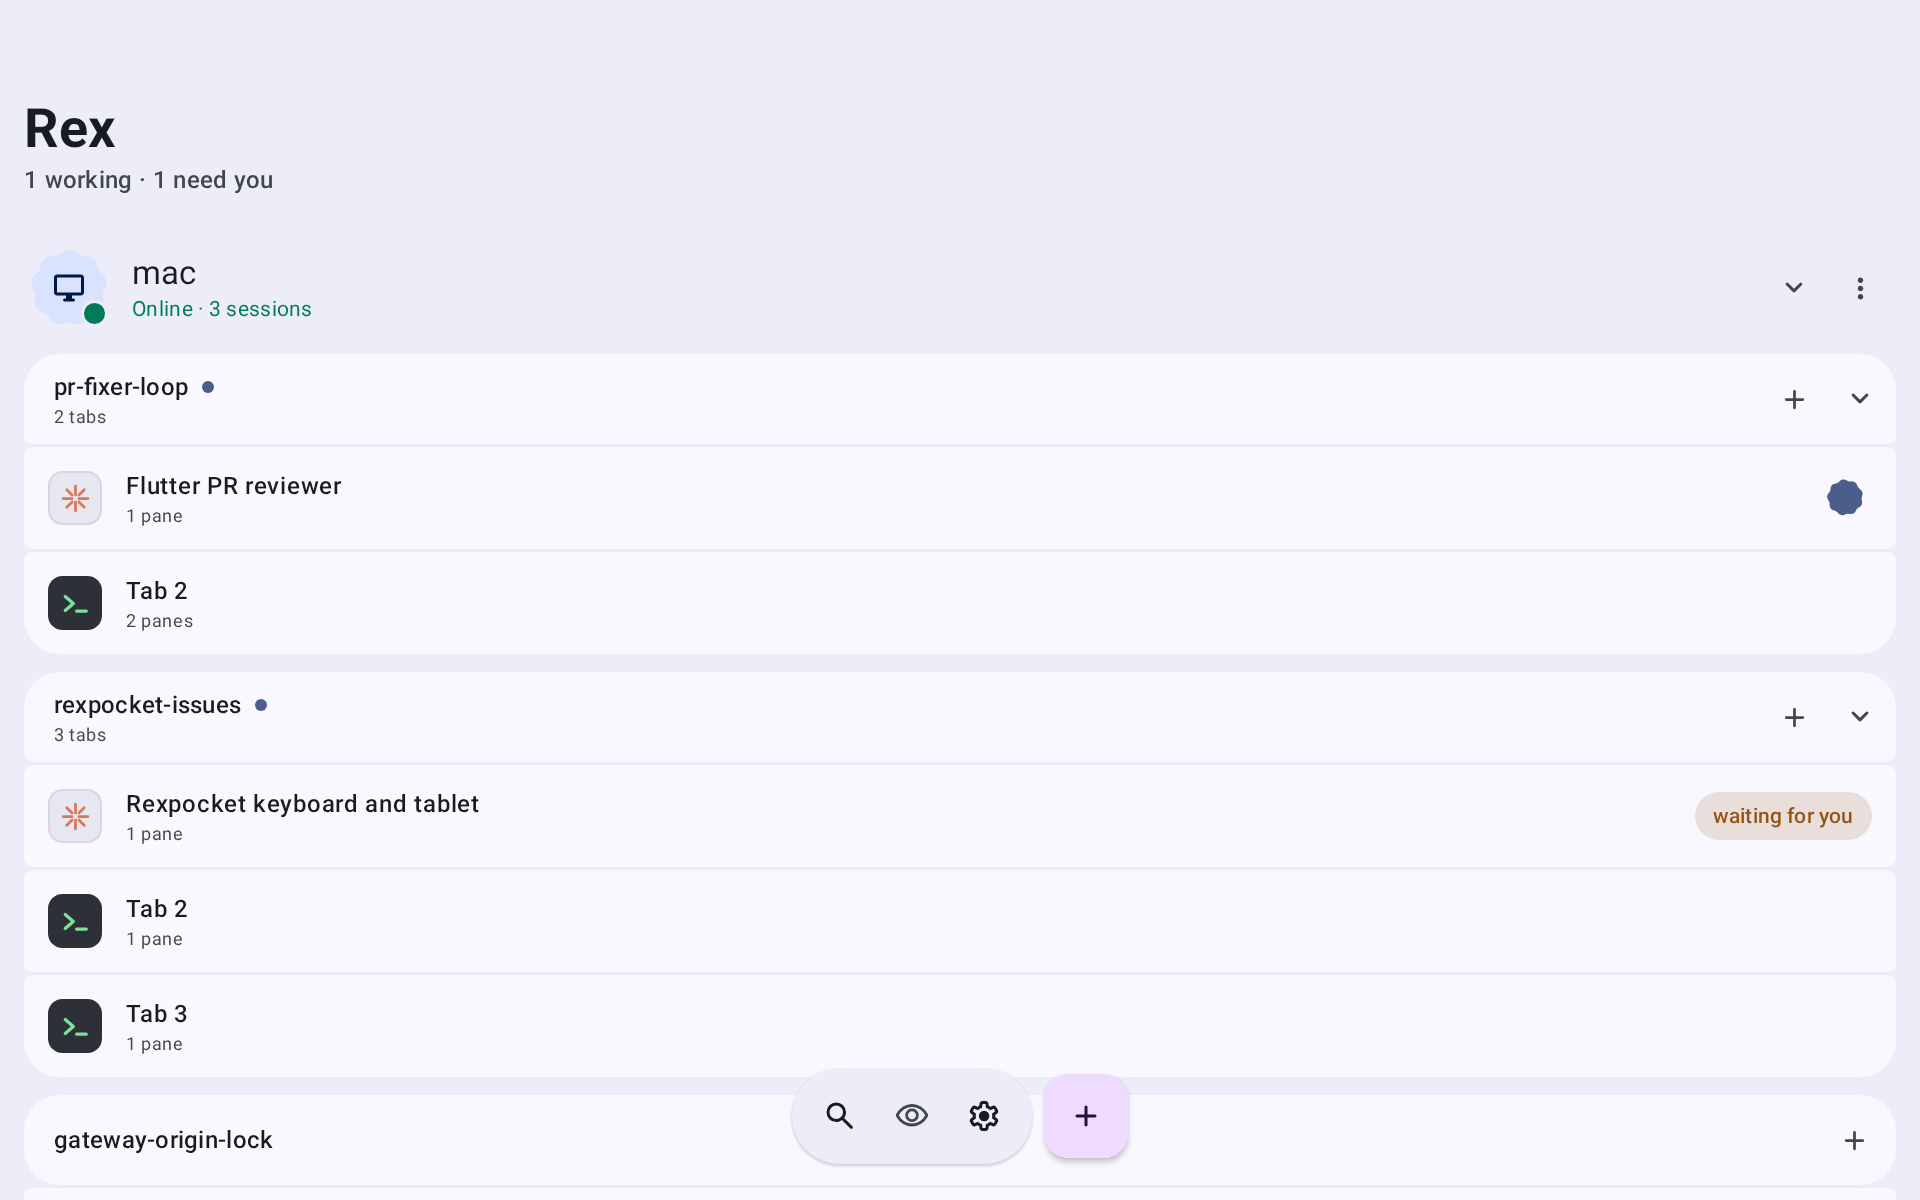 Rex
1 working · 1 need you
mac
Online · 3 sessions
pr-fixer-loop
2 tabs
Flutter PR reviewer
1 pane
Tab 2
2 panes
rexpocket-issues
3 tabs
Rexpocket keyboard and tablet
1 pane
waiting for you
Tab 2
1 pane
Tab 3
1 pane
gateway-origin-lock